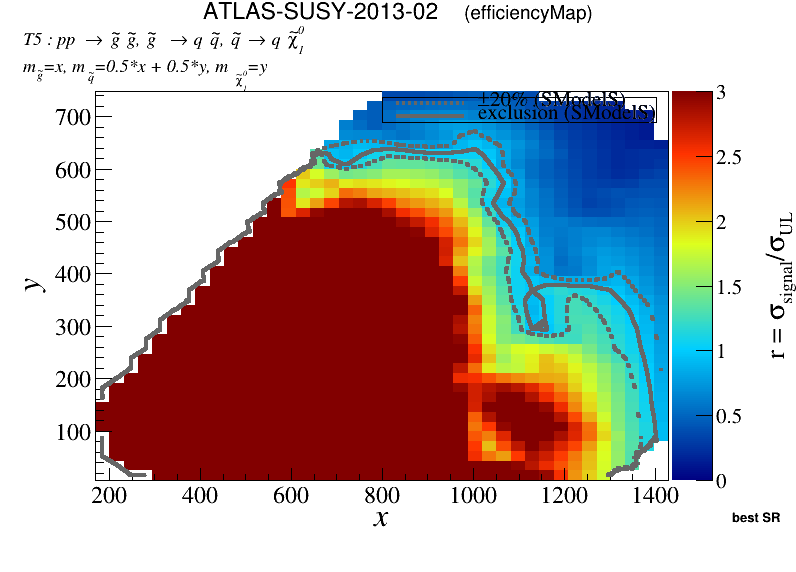 ATLAS-SUSY-2013-02 (efficiencyMap)
T5 : pp → g̃ g̃, g̃ → q q̃, q̃ → q χ̃⁰₁
m_g̃=x, m_q̃=0.5*x + 0.5*y, m_χ̃⁰₁=y
±20% (SModelS)
exclusion (SModelS)
700
600
500
400
300
200
100
y
200 400 600 800 1000 1200 1400
x
3
2.5
2
1.5
1
0.5
0
r = σ_signal/σ_UL
best SR